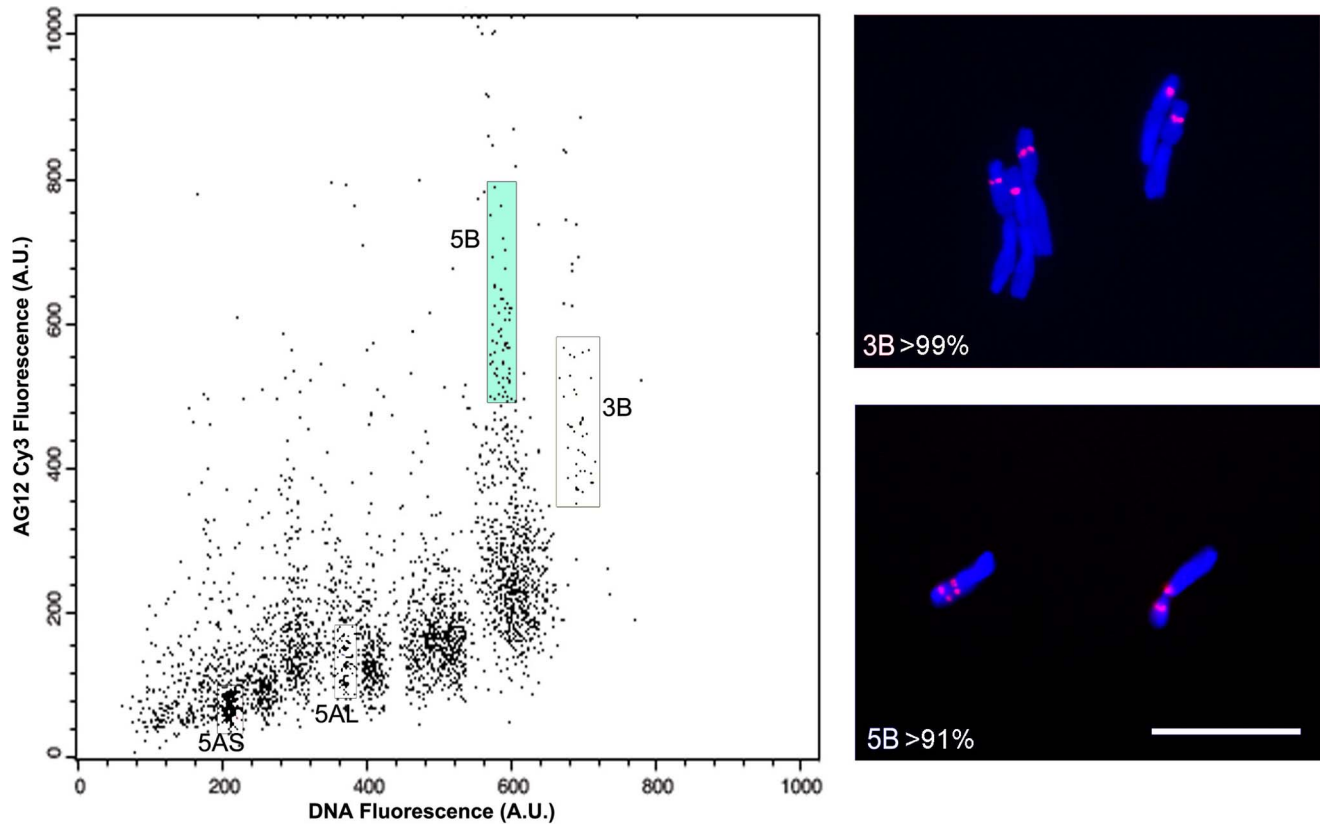 AG12 Cy3 Fluorescence (A.U.)
1000
800
600
400
200
0
5B
3B
5AL
5AS
0 200 400 600 800 1000
DNA Fluorescence (A.U.)
3B >99%
5B >91%